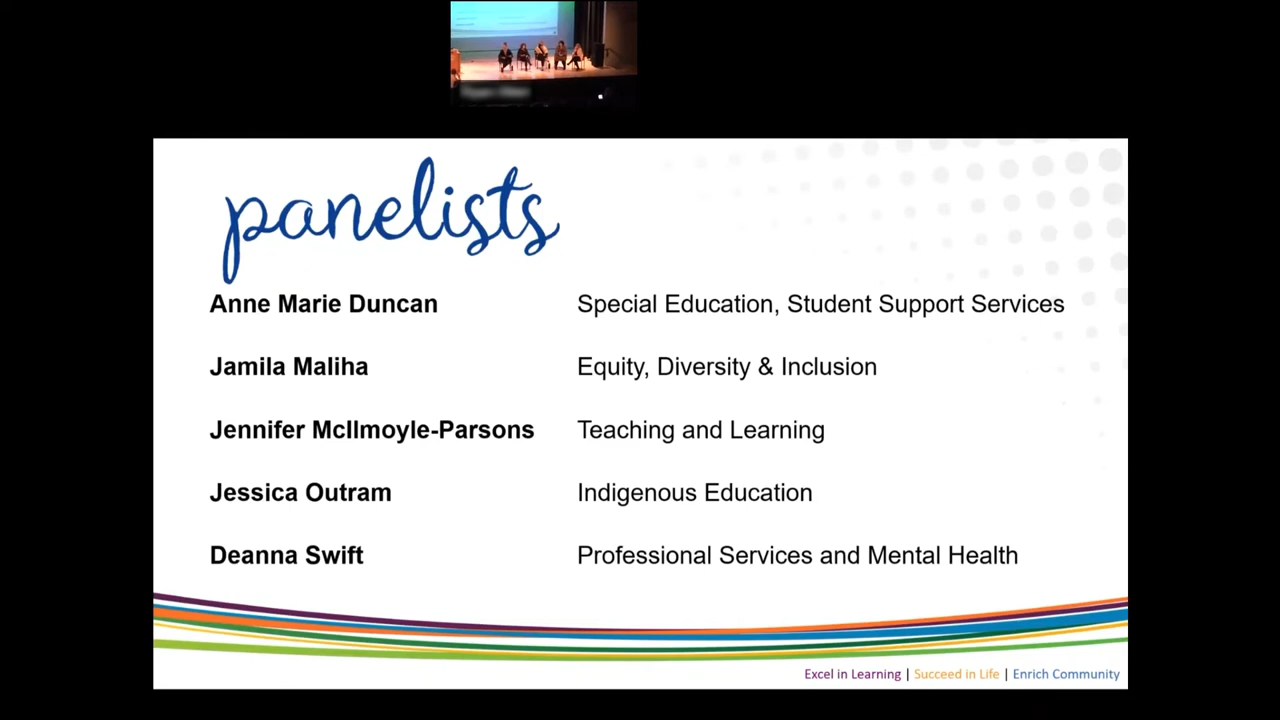 panelists
Anne Marie Duncan Special Education, Student Support Services
Jamila Maliha Equity, Diversity & Inclusion
Jennifer McIlmoyle-Parsons Teaching and Learning
Jessica Outram Indigenous Education
Deanna Swift Professional Services and Mental Health
Excel in Learning | Succeed in Life | Enrich Community